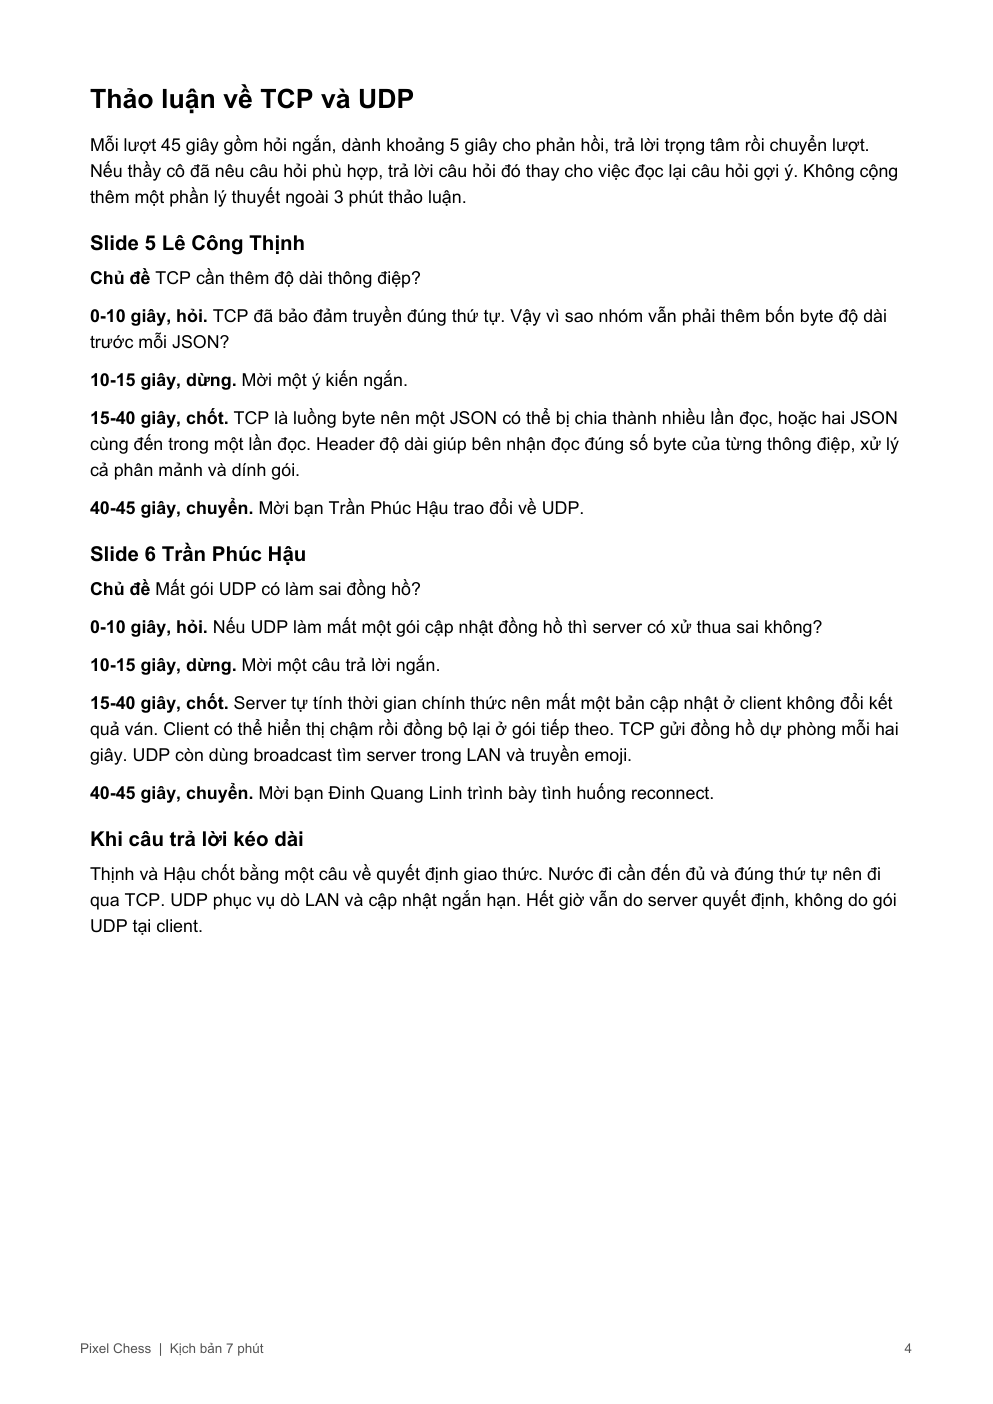 Thảo luận về TCP và UDP
Mỗi lượt 45 giây gồm hỏi ngắn, dành khoảng 5 giây cho phản hồi, trả lời trọng tâm rồi chuyển lượt.
Nếu thầy cô đã nêu câu hỏi phù hợp, trả lời câu hỏi đó thay cho việc đọc lại câu hỏi gợi ý. Không cộng
thêm một phần lý thuyết ngoài 3 phút thảo luận.
Slide 5 Lê Công Thịnh
Chủ đề TCP cần thêm độ dài thông điệp?
0-10 giây, hỏi. TCP đã bảo đảm truyền đúng thứ tự. Vậy vì sao nhóm vẫn phải thêm bốn byte độ dài
trước mỗi JSON?
10-15 giây, dừng. Mời một ý kiến ngắn.
15-40 giây, chốt. TCP là luồng byte nên một JSON có thể bị chia thành nhiều lần đọc, hoặc hai JSON
cùng đến trong một lần đọc. Header độ dài giúp bên nhận đọc đúng số byte của từng thông điệp, xử lý
cả phân mảnh và dính gói.
40-45 giây, chuyển. Mời bạn Trần Phúc Hậu trao đổi về UDP.
Slide 6 Trần Phúc Hậu
Chủ đề Mất gói UDP có làm sai đồng hồ?
0-10 giây, hỏi. Nếu UDP làm mất một gói cập nhật đồng hồ thì server có xử thua sai không?
10-15 giây, dừng. Mời một câu trả lời ngắn.
15-40 giây, chốt. Server tự tính thời gian chính thức nên mất một bản cập nhật ở client không đổi kết
quả ván. Client có thể hiển thị chậm rồi đồng bộ lại ở gói tiếp theo. TCP gửi đồng hồ dự phòng mỗi hai
giây. UDP còn dùng broadcast tìm server trong LAN và truyền emoji.
40-45 giây, chuyển. Mời bạn Đinh Quang Linh trình bày tình huống reconnect.
Khi câu trả lời kéo dài
Thịnh và Hậu chốt bằng một câu về quyết định giao thức. Nước đi cần đến đủ và đúng thứ tự nên đi
qua TCP. UDP phục vụ dò LAN và cập nhật ngắn hạn. Hết giờ vẫn do server quyết định, không do gói
UDP tại client.
Pixel Chess | Kịch bản 7 phút
4